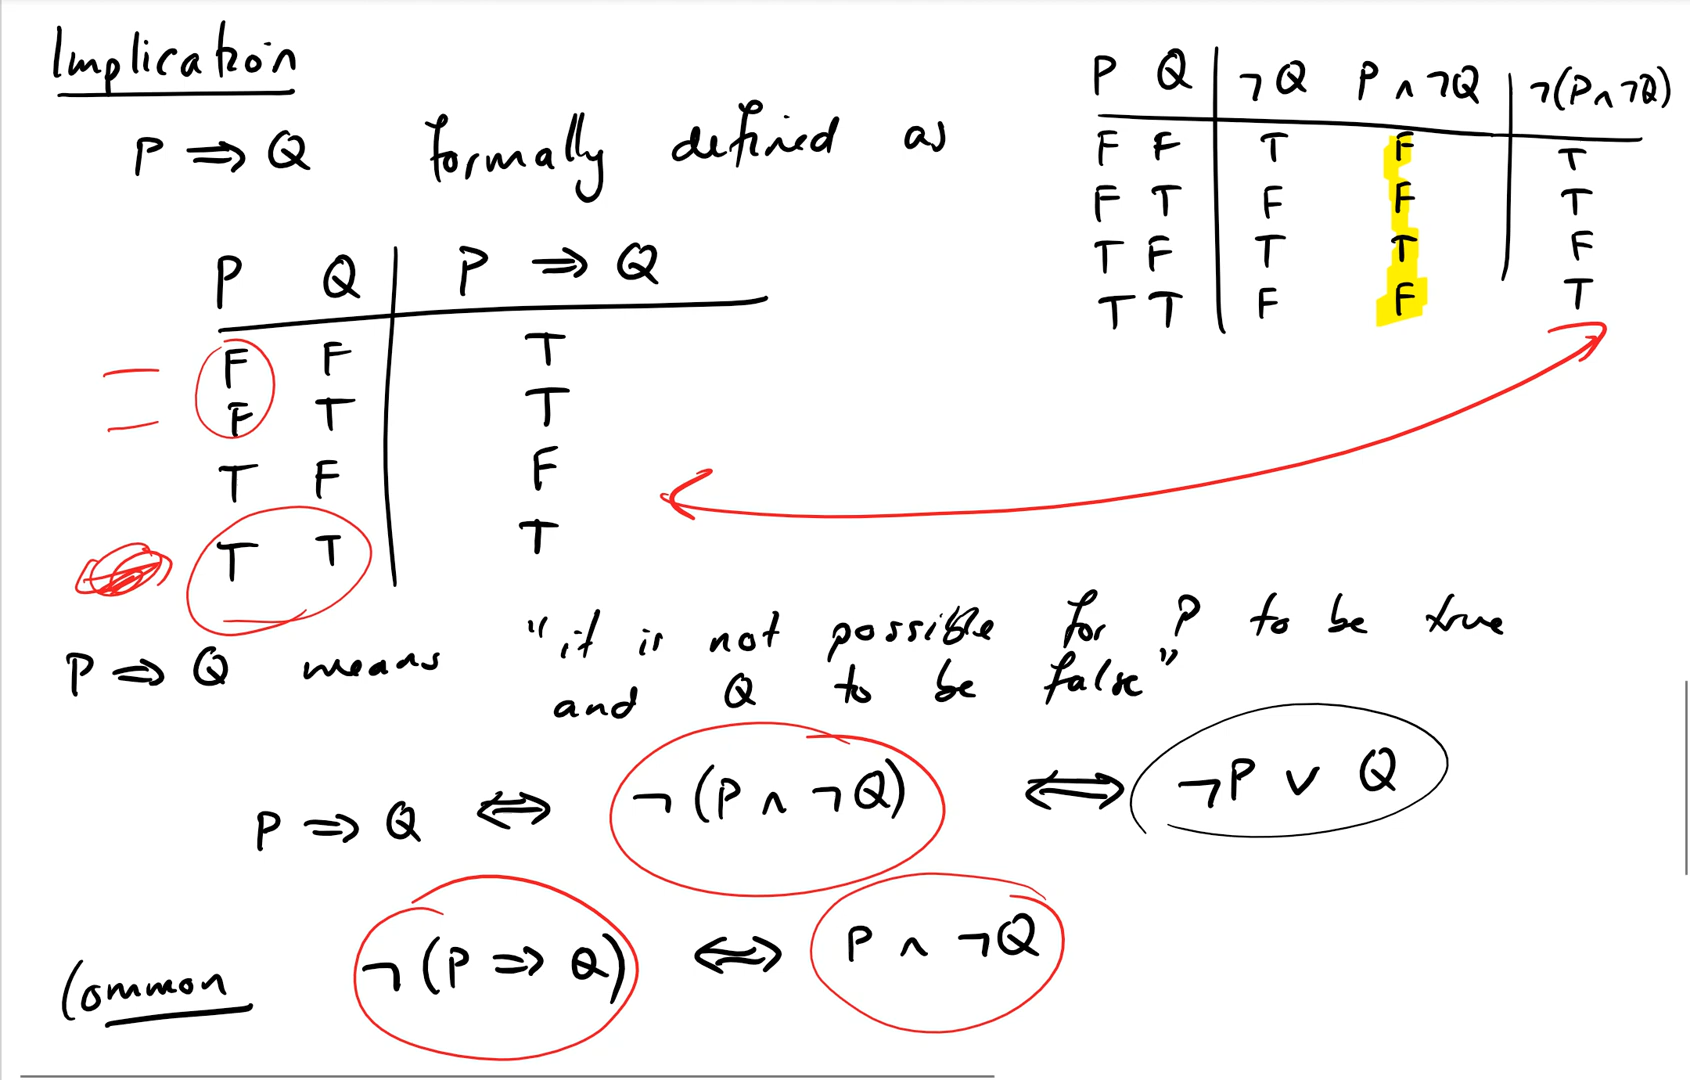 Implication
P ⇒ Q formally defined as
P Q | P ⇒ Q
F F | T
F T | T
T F | F
T T | T
P Q | ¬Q P ∧ ¬Q | ¬(P ∧ ¬Q)
F F | T F | T
F T | F F | T
T F | T T | F
T T | F F | T
P ⇒ Q means "it is not possible for P to be true
and Q to be false"
P ⇒ Q ⇔ ¬(P ∧ ¬Q) ⇔ ¬P ∨ Q
Common ¬(P ⇒ Q) ⇔ P ∧ ¬Q